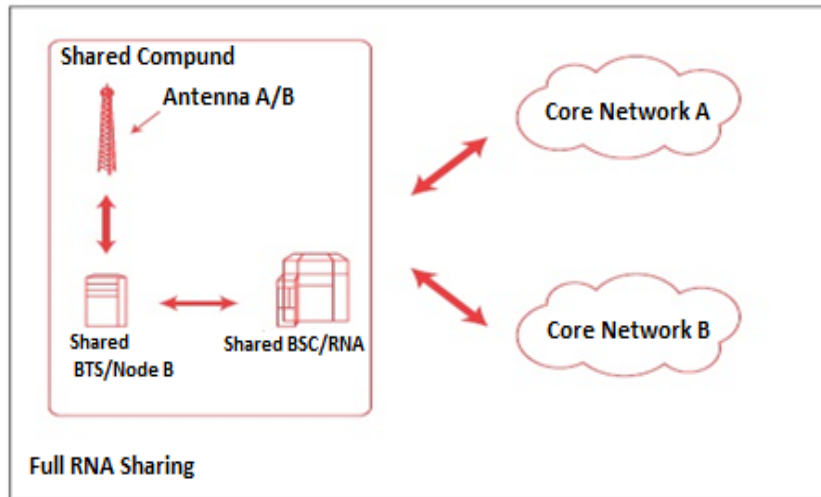 Shared Compund
Antenna A/B
Core Network A
Shared
BTS/Node B
Shared BSC/RNA
Core Network B
Full RNA Sharing